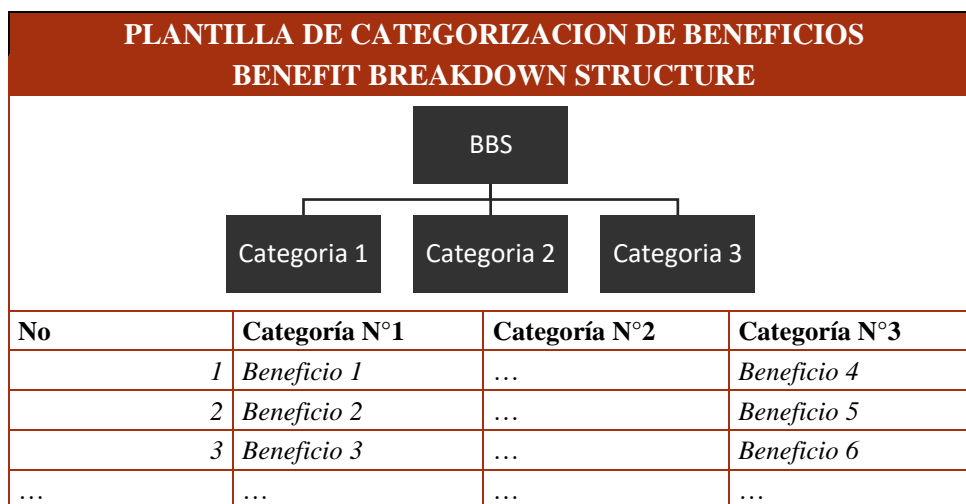 PLANTILLA DE CATEGORIZACION DE BENEFICIOS
BENEFIT BREAKDOWN STRUCTURE
BBS
Categoria 1 Categoria 2 Categoria 3
No Categoría N°1 Categoría N°2 Categoría N°3
1 Beneficio 1 … Beneficio 4
2 Beneficio 2 … Beneficio 5
3 Beneficio 3 … Beneficio 6
… … … …